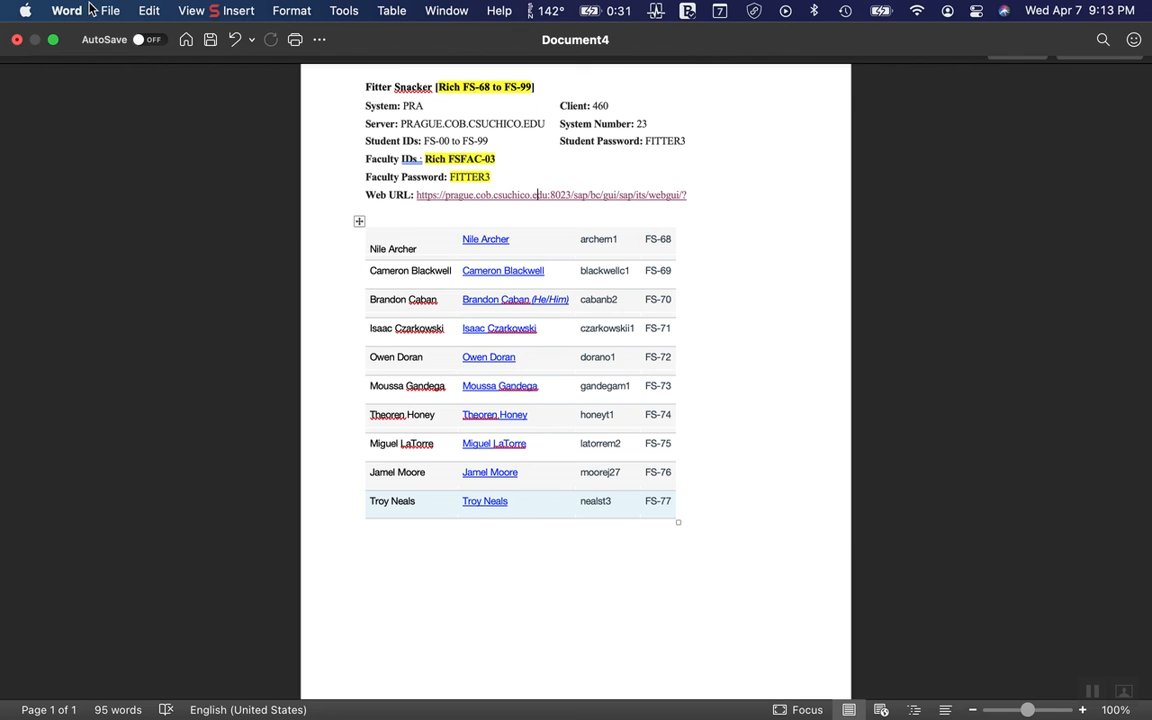 Word File Edit View Insert Format Tools Table Window Help 142° 0:31 7 Wed Apr 7 9:13 PM
AutoSave OFF Document4
Fitter Snacker [Rich FS-68 to FS-99]
System: PRA Client: 460
Server: PRAGUE.COB.CSUCHICO.EDU System Number: 23
Student IDs: FS-00 to FS-99 Student Password: FITTER3
Faculty IDs : Rich FSFAC-03
Faculty Password: FITTER3
Web URL: https://prague.cob.csuchico.edu:8023/sap/bc/gui/sap/its/webgui/?
Nile Archer Nile Archer archem1 FS-68
Cameron Blackwell Cameron Blackwell blackwellc1 FS-69
Brandon Caban Brandon Caban (He/Him) cabanb2 FS-70
Isaac Czarkowski Isaac Czarkowski czarkowskii1 FS-71
Owen Doran Owen Doran dorano1 FS-72
Moussa Gandega Moussa Gandega gandegam1 FS-73
Theoren Honey Theoren Honey honeyt1 FS-74
Miguel LaTorre Miguel LaTorre latorrem2 FS-75
Jamel Moore Jamel Moore moorej27 FS-76
Troy Neals Troy Neals nealst3 FS-77
Page 1 of 1 95 words English (United States) Focus 100%